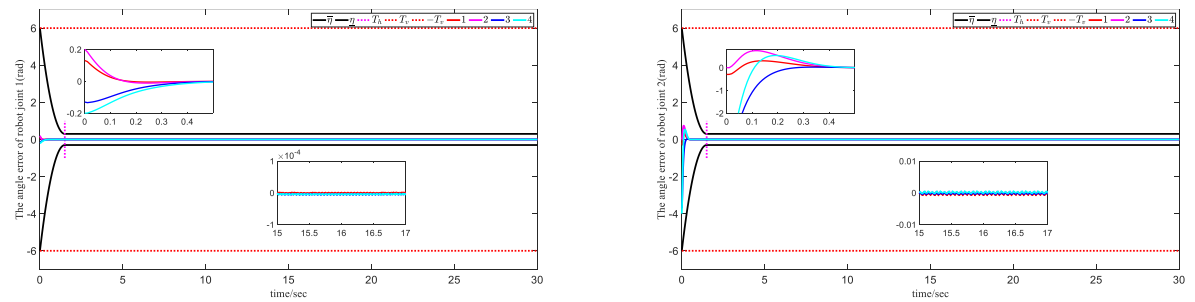 η̅ η̲ T_h T_v −T_v 1 2 3 4
The angle error of robot joint 1(rad)
6
4
2
0
-2
-4
-6
0.2
0
-0.2
0 0.1 0.2 0.3 0.4
×10⁻⁴
1
0
-1
15 15.5 16 16.5 17
0 5 10 15 20 25 30
time/sec
η̅ η̲ T_h T_v −T_v 1 2 3 4
The angle error of robot joint 2(rad)
6
4
2
0
-2
-4
-6
0
-1
-2
0 0.1 0.2 0.3 0.4
0.01
0
-0.01
15 15.5 16 16.5 17
0 5 10 15 20 25 30
time/sec